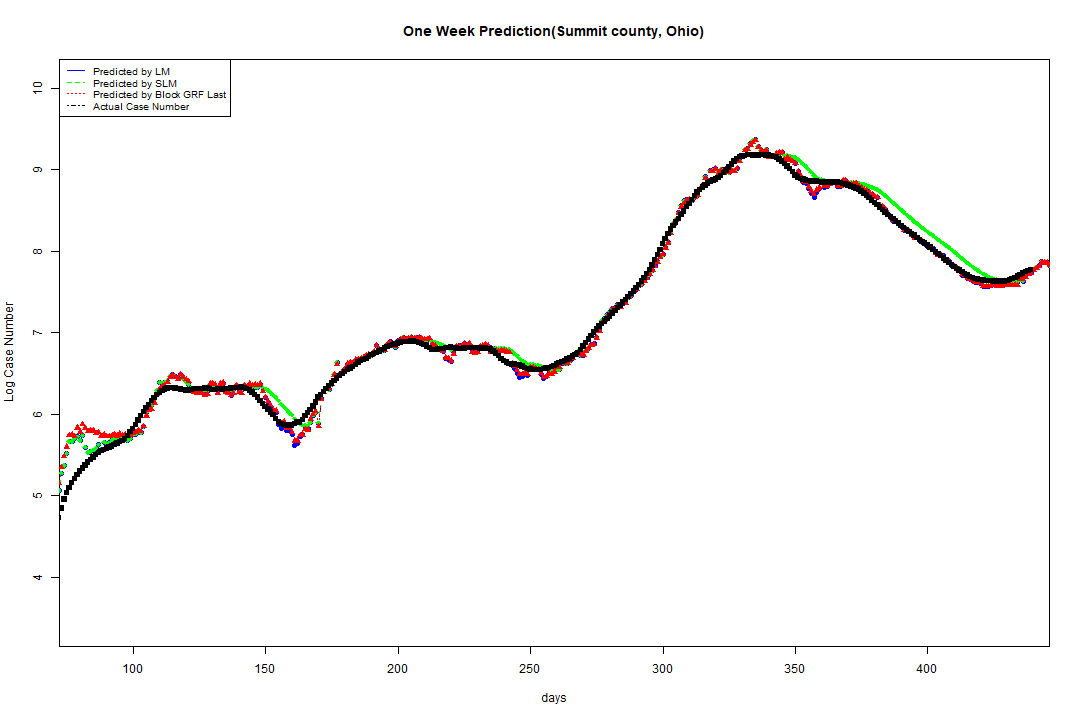 One Week Prediction(Summit county, Ohio)
Predicted by LM
Predicted by SLM
Predicted by Block GRF Last
Actual Case Number
10
9
8
7
6
5
4
Log Case Number
100 150 200 250 300 350 400
days